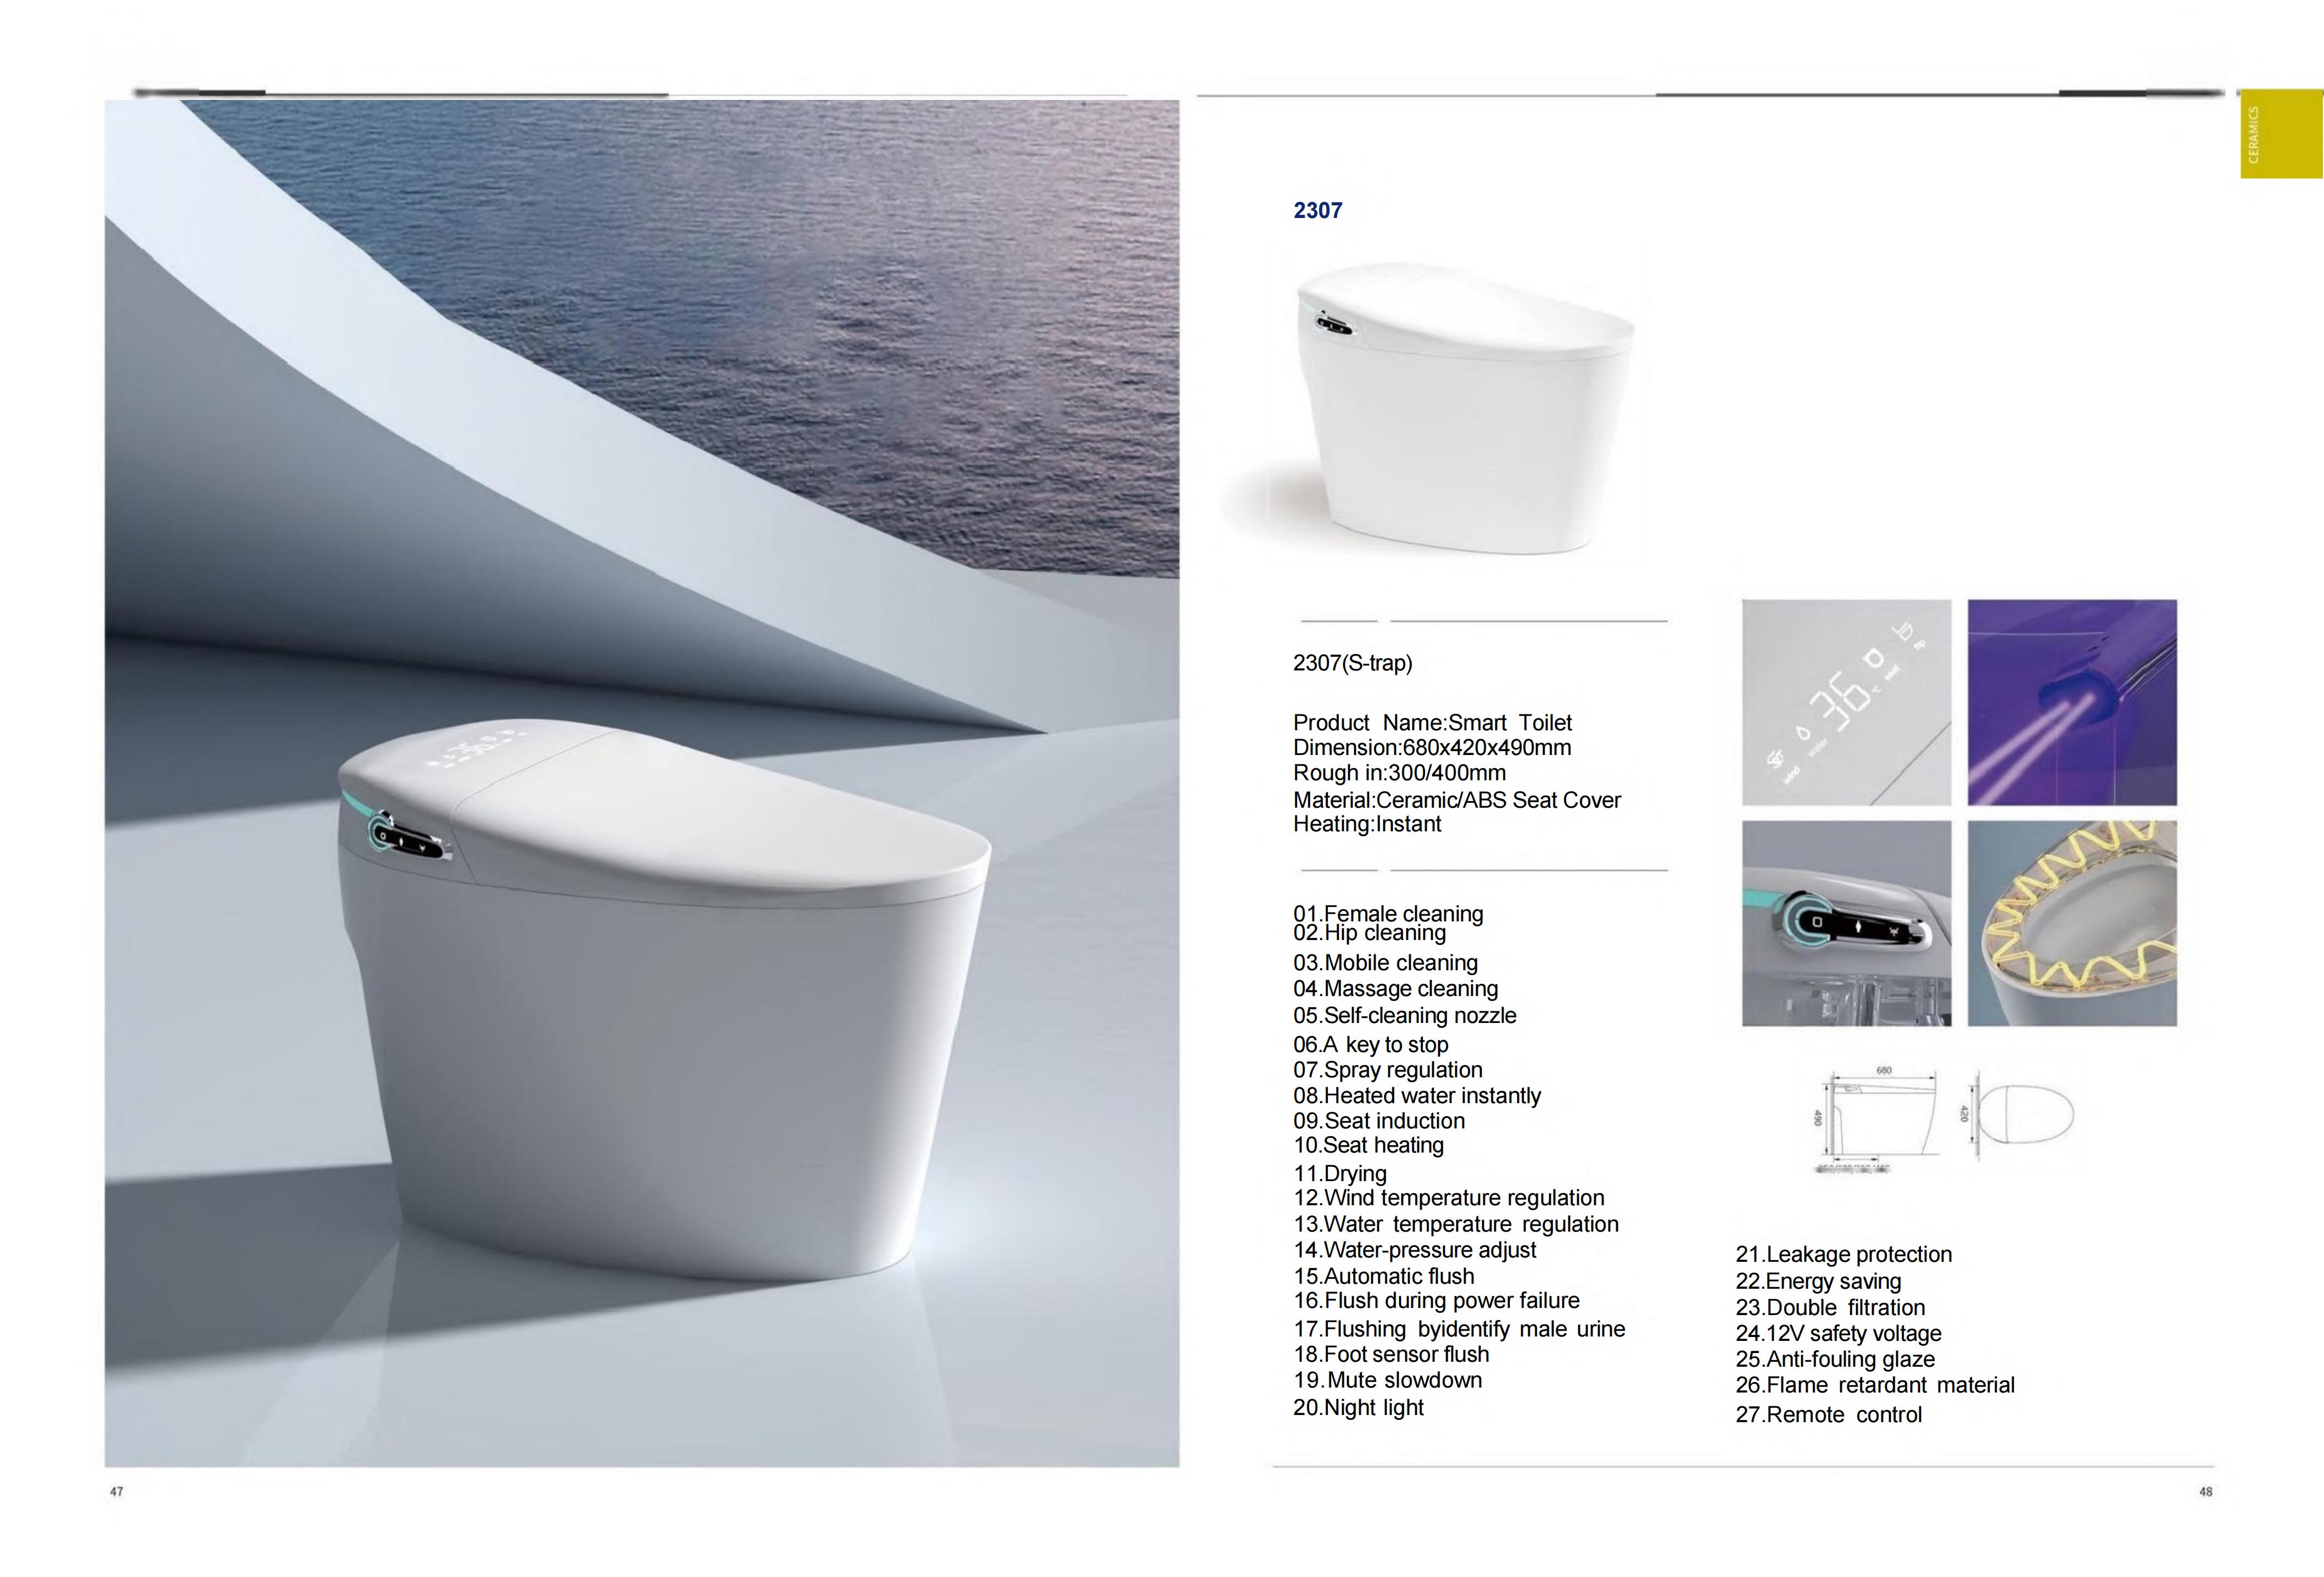 CERAMICS
2307
2307(S-trap)
Product Name:Smart Toilet
Dimension:680x420x490mm
Rough in:300/400mm
Material:Ceramic/ABS Seat Cover
Heating:Instant
01.Female cleaning
02.Hip cleaning
03.Mobile cleaning
04.Massage cleaning
05.Self-cleaning nozzle
06.A key to stop
07.Spray regulation
08.Heated water instantly
09.Seat induction
10.Seat heating
11.Drying
12.Wind temperature regulation
13.Water temperature regulation
14.Water-pressure adjust
15.Automatic flush
16.Flush during power failure
17.Flushing byidentify male urine
18.Foot sensor flush
19.Mute slowdown
20.Night light
wind
water
36
°C
seat
680
490
420
21.Leakage protection
22.Energy saving
23.Double filtration
24.12V safety voltage
25.Anti-fouling glaze
26.Flame retardant material
27.Remote control
47
48